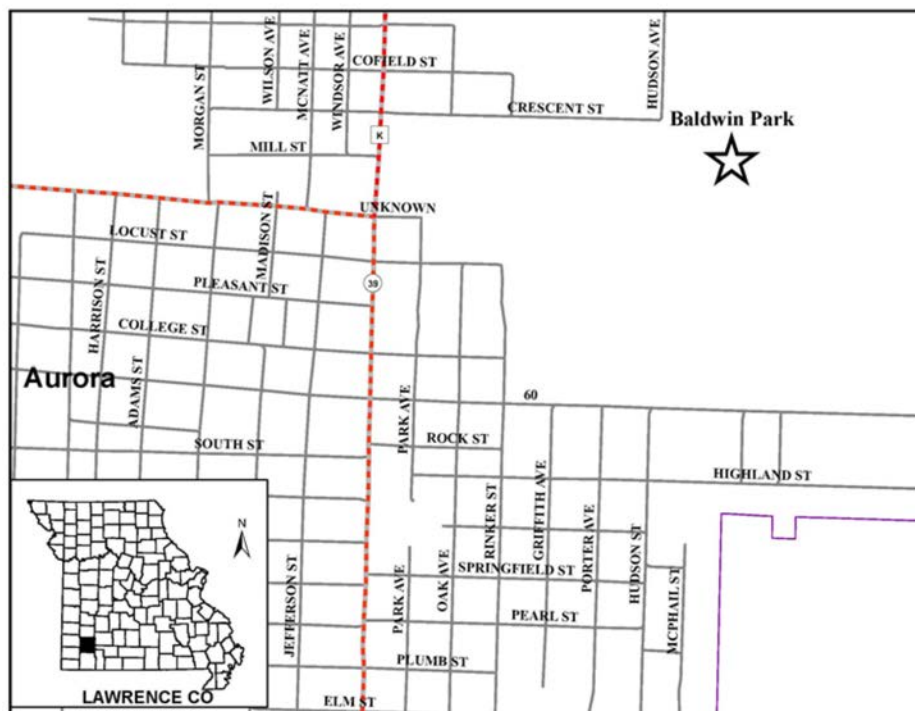 WILSON AVE
MCNATT AVE
WINDSOR AVE
HUDSON AVE
COFIELD ST
CRESCENT ST
MORGAN ST
Baldwin Park
K
MILL ST
MADISON ST
UNKNOWN
LOCUST ST
39
PLEASANT ST
HARRISON ST
COLLEGE ST
Aurora
ADAMS ST
60
PARK AVE
ROCK ST
SOUTH ST
HIGHLAND ST
N
RINKER ST
GRIFFITH AVE
PORTER AVE
HUDSON ST
SPRINGFIELD ST
JEFFERSON ST
PARK AVE
OAK AVE
MCPHAIL ST
PEARL ST
PLUMB ST
LAWRENCE CO
ELM ST